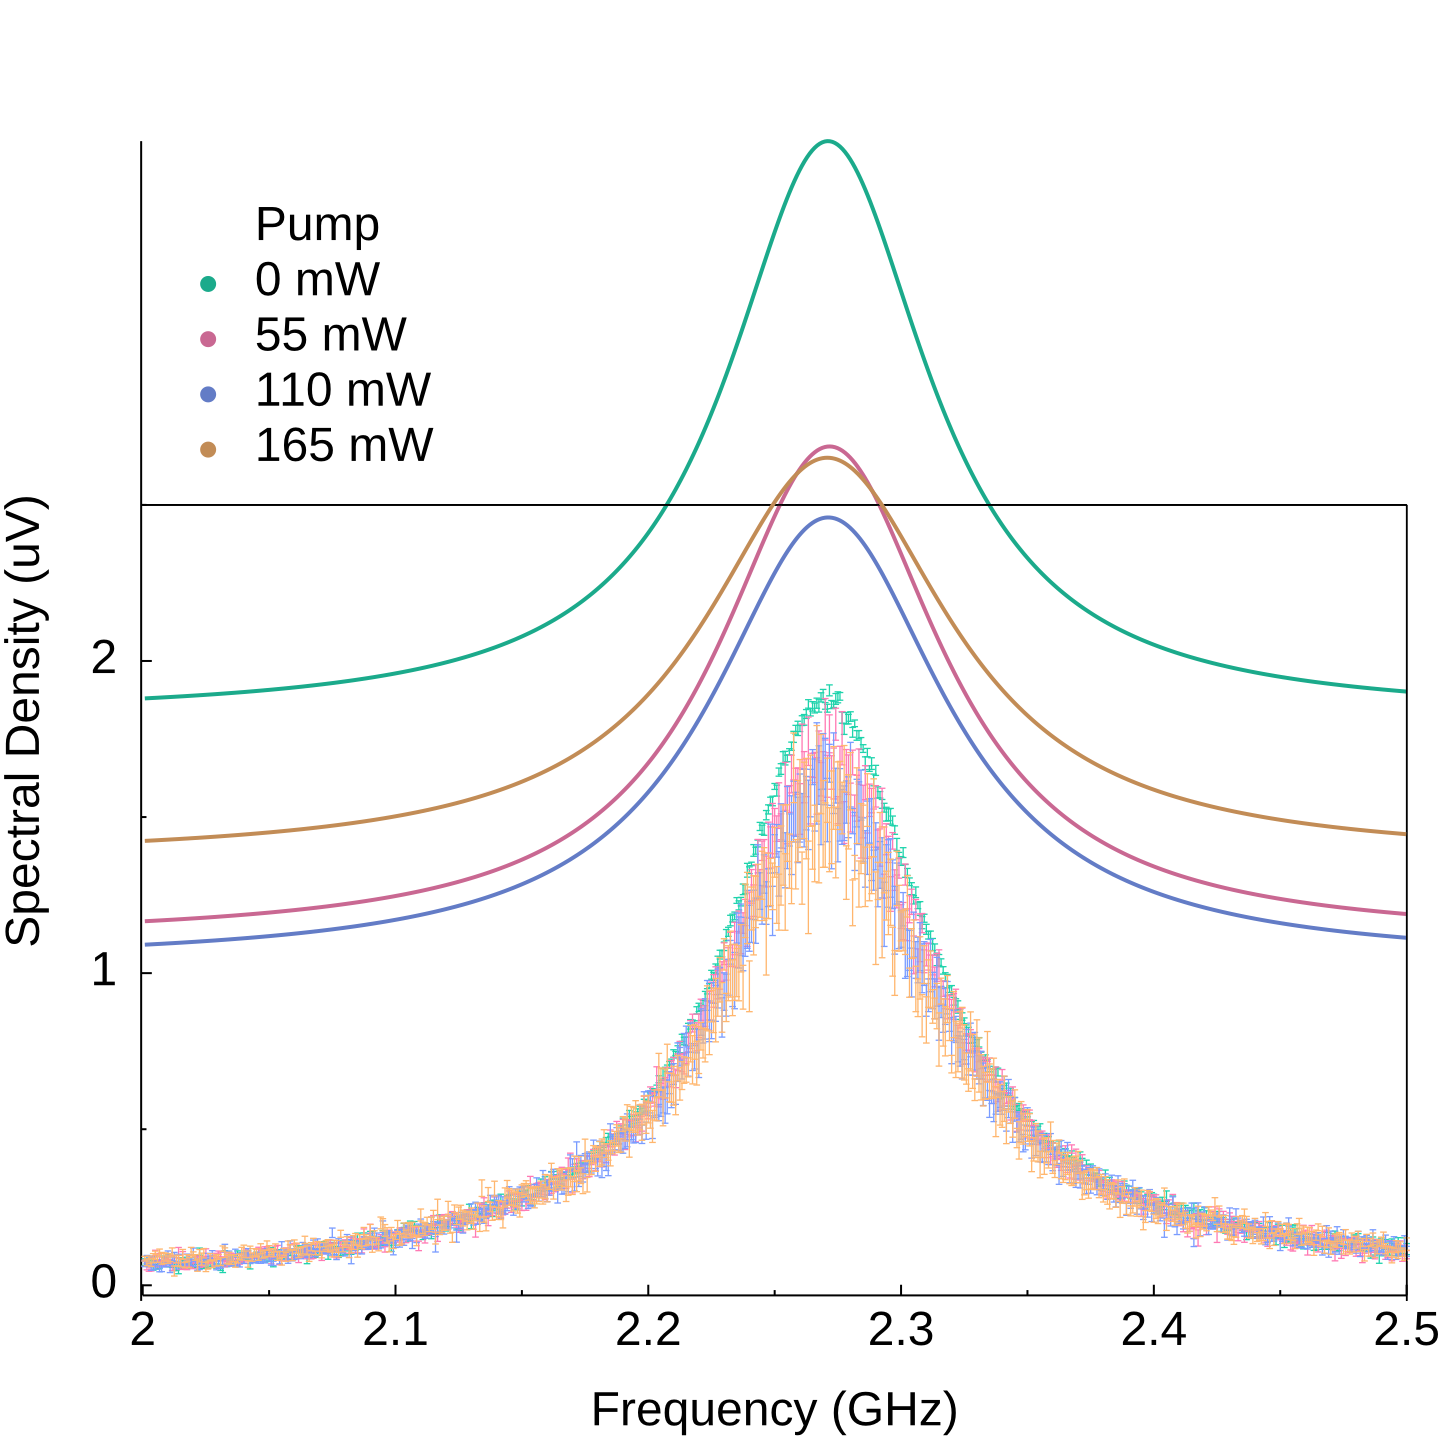 Pump
0 mW
55 mW
110 mW
165 mW
Spectral Density (uV)
2
1
0
2
2.1
2.2
2.3
2.4
2.5
Frequency (GHz)